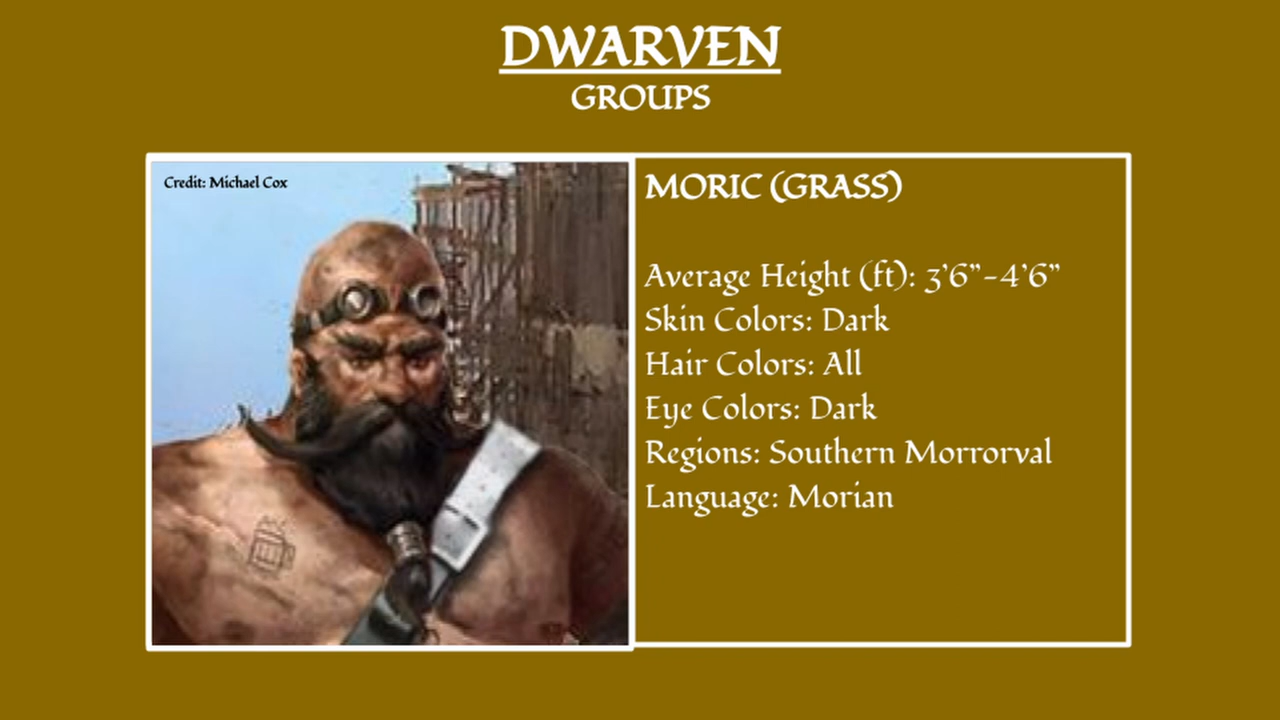 DWARVEN
GROUPS
Credit: Michael Cox
MORIC (GRASS)
Average Height (ft): 3'6"-4'6"
Skin Colors: Dark
Hair Colors: All
Eye Colors: Dark
Regions: Southern Morrorval
Language: Morian